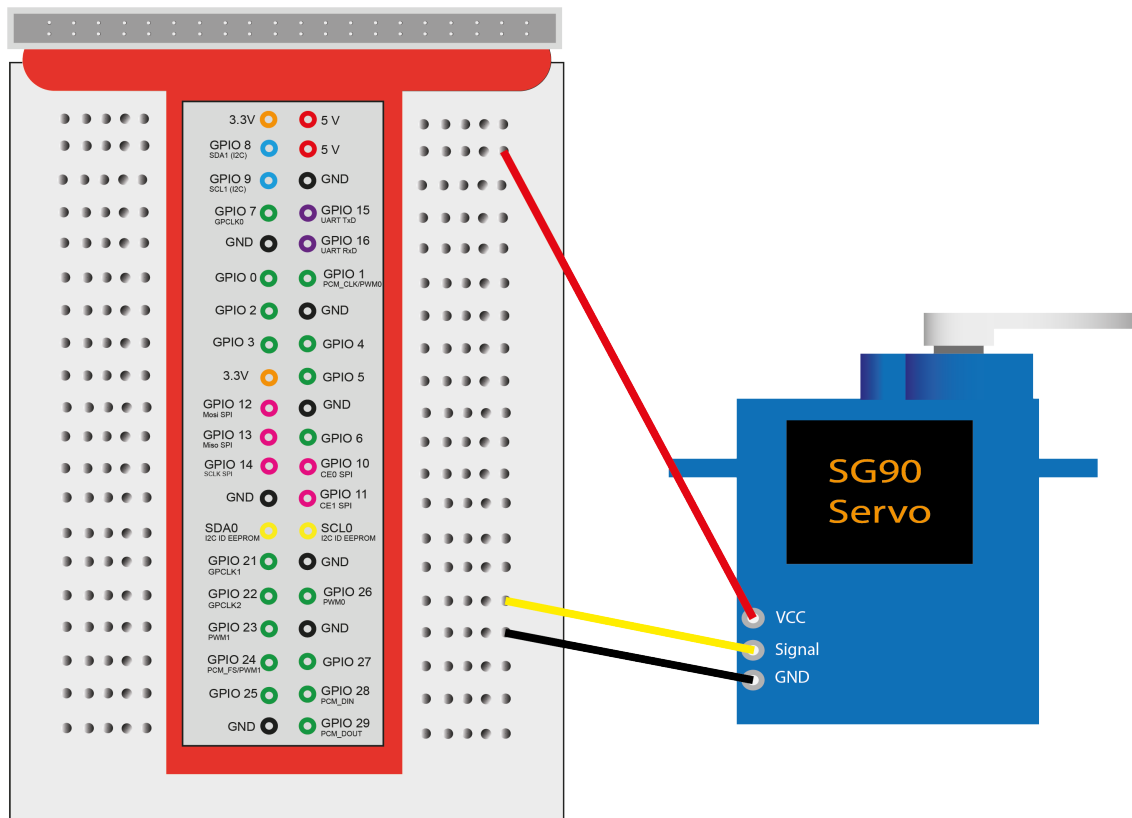 3.3V 5 V
GPIO 8 5 V
SDA1 (I2C)
GPIO 9 GND
SCL1 (I2C)
GPIO 7 GPIO 15
GPCLK0 UART TxD
GND GPIO 16
UART RxD
GPIO 0 GPIO 1
PCM_CLK/PWM0
GPIO 2 GND
GPIO 3 GPIO 4
3.3V GPIO 5
GPIO 12 GND
Mosi SPI
GPIO 13 GPIO 6
Miso SPI
GPIO 14 GPIO 10
SCLK SPI CE0 SPI
GND GPIO 11
CE1 SPI
SDA0 SCL0
I2C ID EEPROM I2C ID EEPROM
GPIO 21 GND
GPCLK1
GPIO 22 GPIO 26
GPCLK2 PWM0
GPIO 23 GND
PWM1
GPIO 24 GPIO 27
PCM_FS/PWM1
GPIO 25 GPIO 28
PCM_DIN
GND GPIO 29
PCM_DOUT
SG90
Servo
VCC
Signal
GND